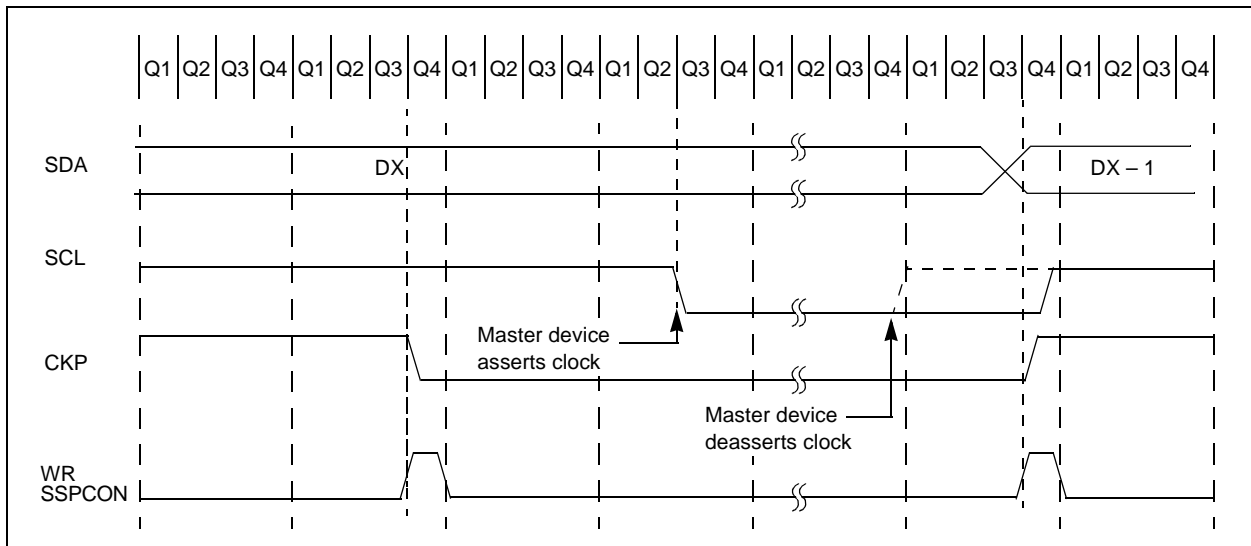 Q1 Q2 Q3 Q4 Q1 Q2 Q3 Q4 Q1 Q2 Q3 Q4 Q1 Q2 Q3 Q4 Q1 Q2 Q3 Q4 Q1 Q2 Q3 Q4 Q1 Q2 Q3 Q4
SDA
DX
DX – 1
SCL
Master device
asserts clock
CKP
Master device
deasserts clock
WR
SSPCON